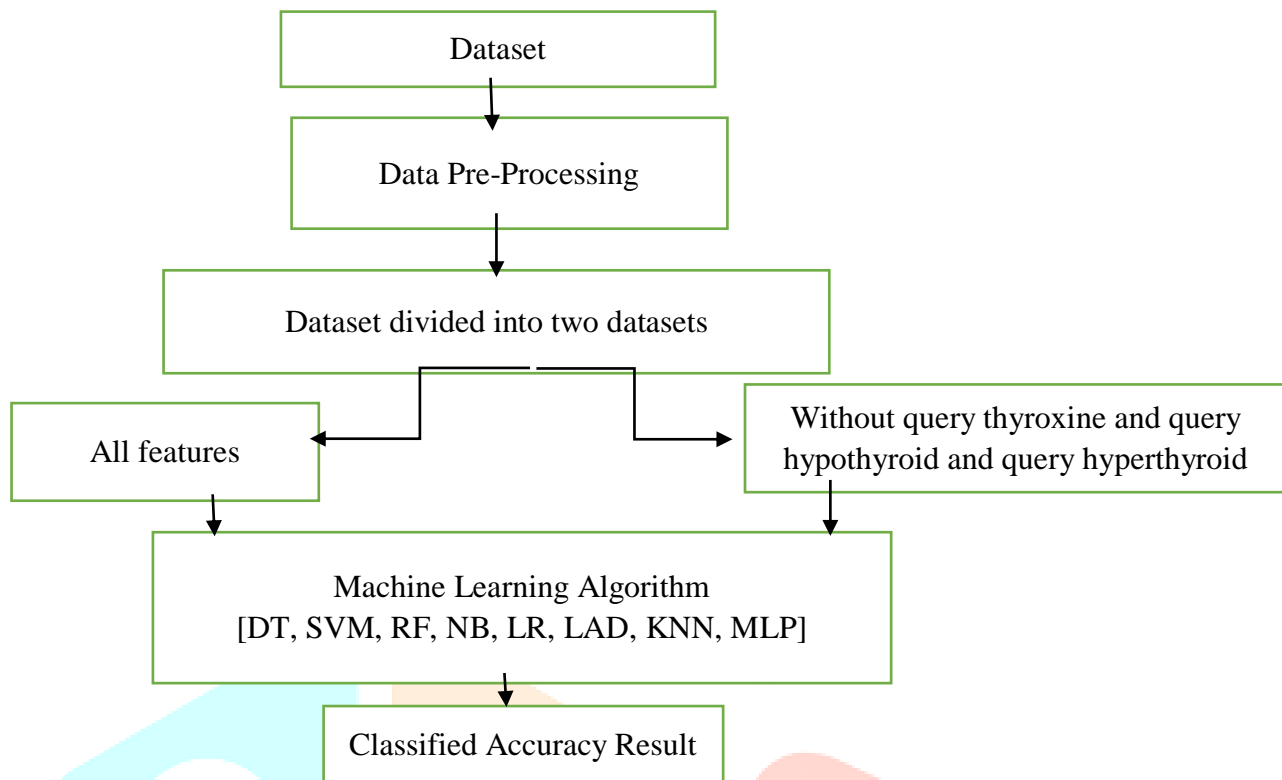 Dataset
Data Pre-Processing
Dataset divided into two datasets
All features
Without query thyroxine and query
hypothyroid and query hyperthyroid
Machine Learning Algorithm
[DT, SVM, RF, NB, LR, LAD, KNN, MLP]
Classified Accuracy Result